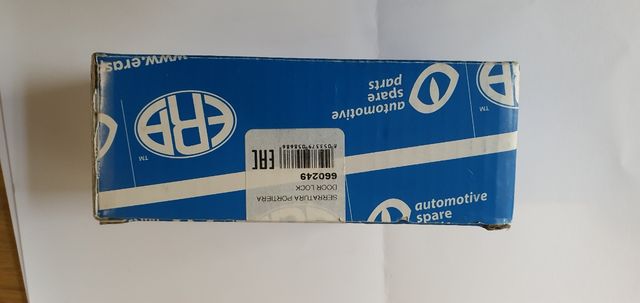 www.eras
ERA
TM
automotive
spare
parts
TM
SERRATURA PORTIERA
DOOR LOCK
660249
EAC
automotive
spare